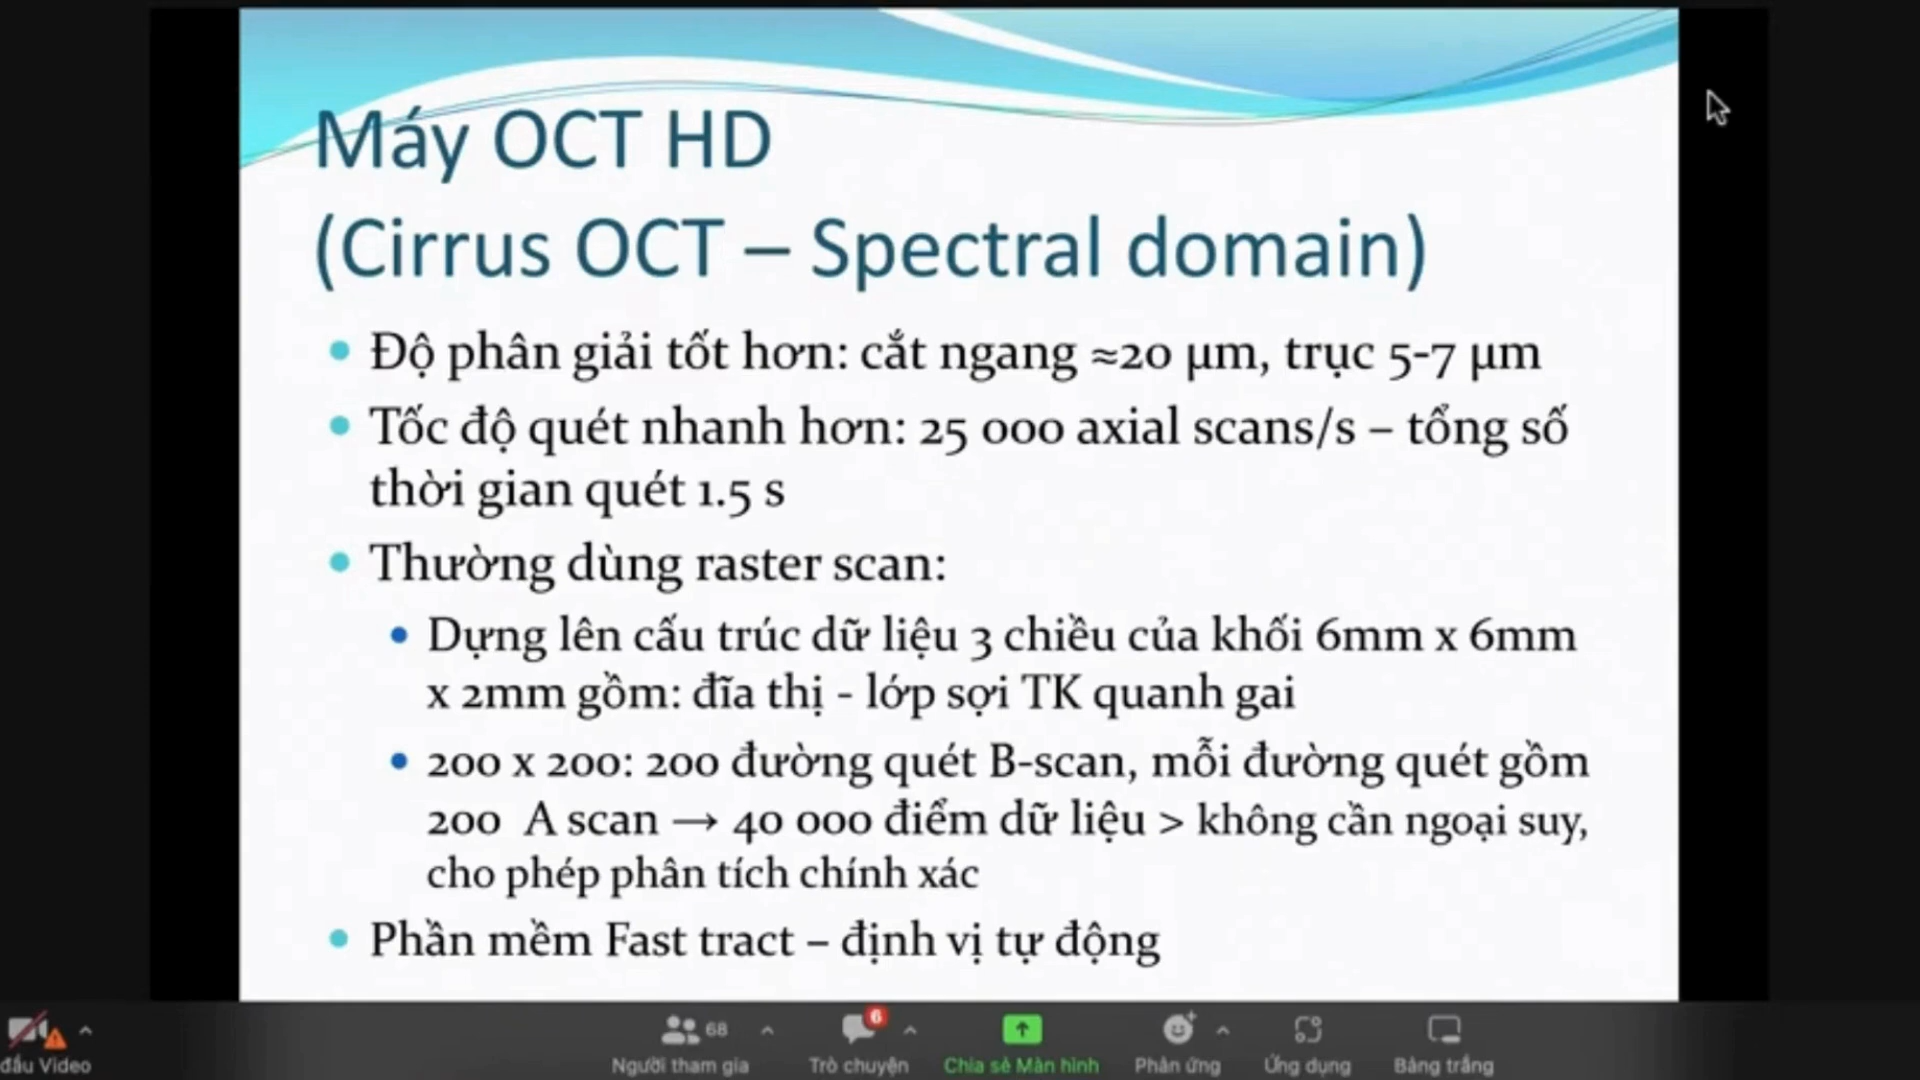 Máy OCT HD
(Cirrus OCT – Spectral domain)
• Độ phân giải tốt hơn: cắt ngang ≈20 µm, trục 5-7 µm
• Tốc độ quét nhanh hơn: 25 000 axial scans/s – tổng số
thời gian quét 1.5 s
• Thường dùng raster scan:
• Dựng lên cấu trúc dữ liệu 3 chiều của khối 6mm x 6mm
x 2mm gồm: đĩa thị - lớp sợi TK quanh gai
• 200 x 200: 200 đường quét B-scan, mỗi đường quét gồm
200 A scan → 40 000 điểm dữ liệu > không cần ngoại suy,
cho phép phân tích chính xác
• Phần mềm Fast tract – định vị tự động
68
6
đầu Video
Người tham gia
Trò chuyện
Chia sẻ Màn hình
Phản ứng
Ứng dụng
Bảng trắng